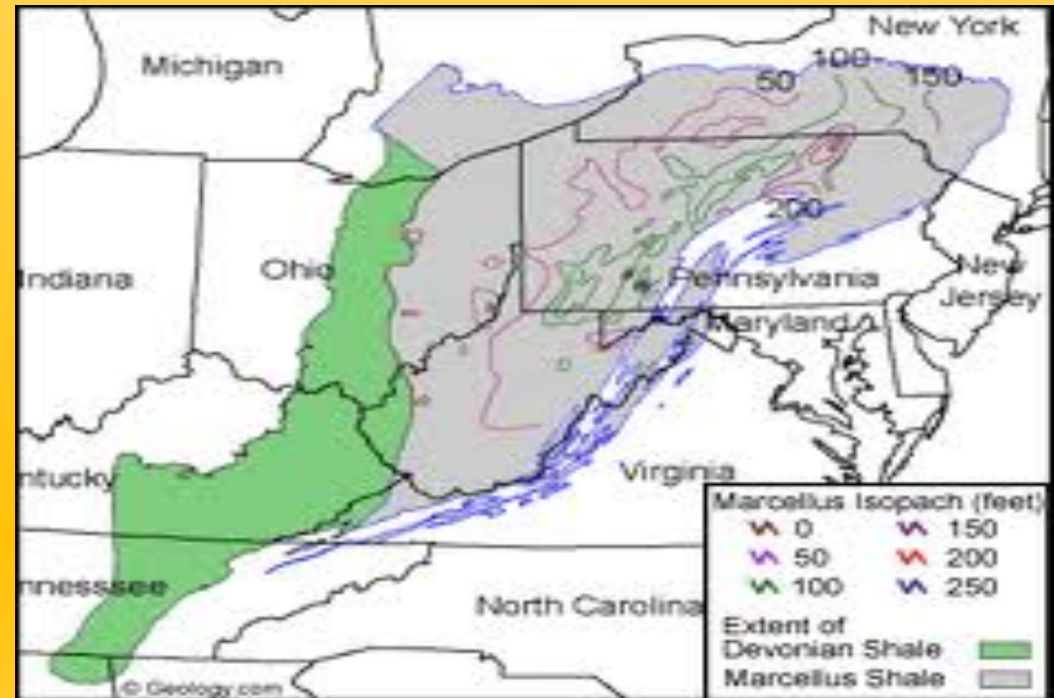 New York
Michigan
100
50
150
200
Ohio
Indiana
Pennsylvania
New
Jersey
Maryland
Virginia
ntucky
nnesssee
North Carolina
Marcellus Isopach (feet)
0 150
50 200
100 250
Extent of
Devonian Shale
Marcellus Shale
© Geology.com